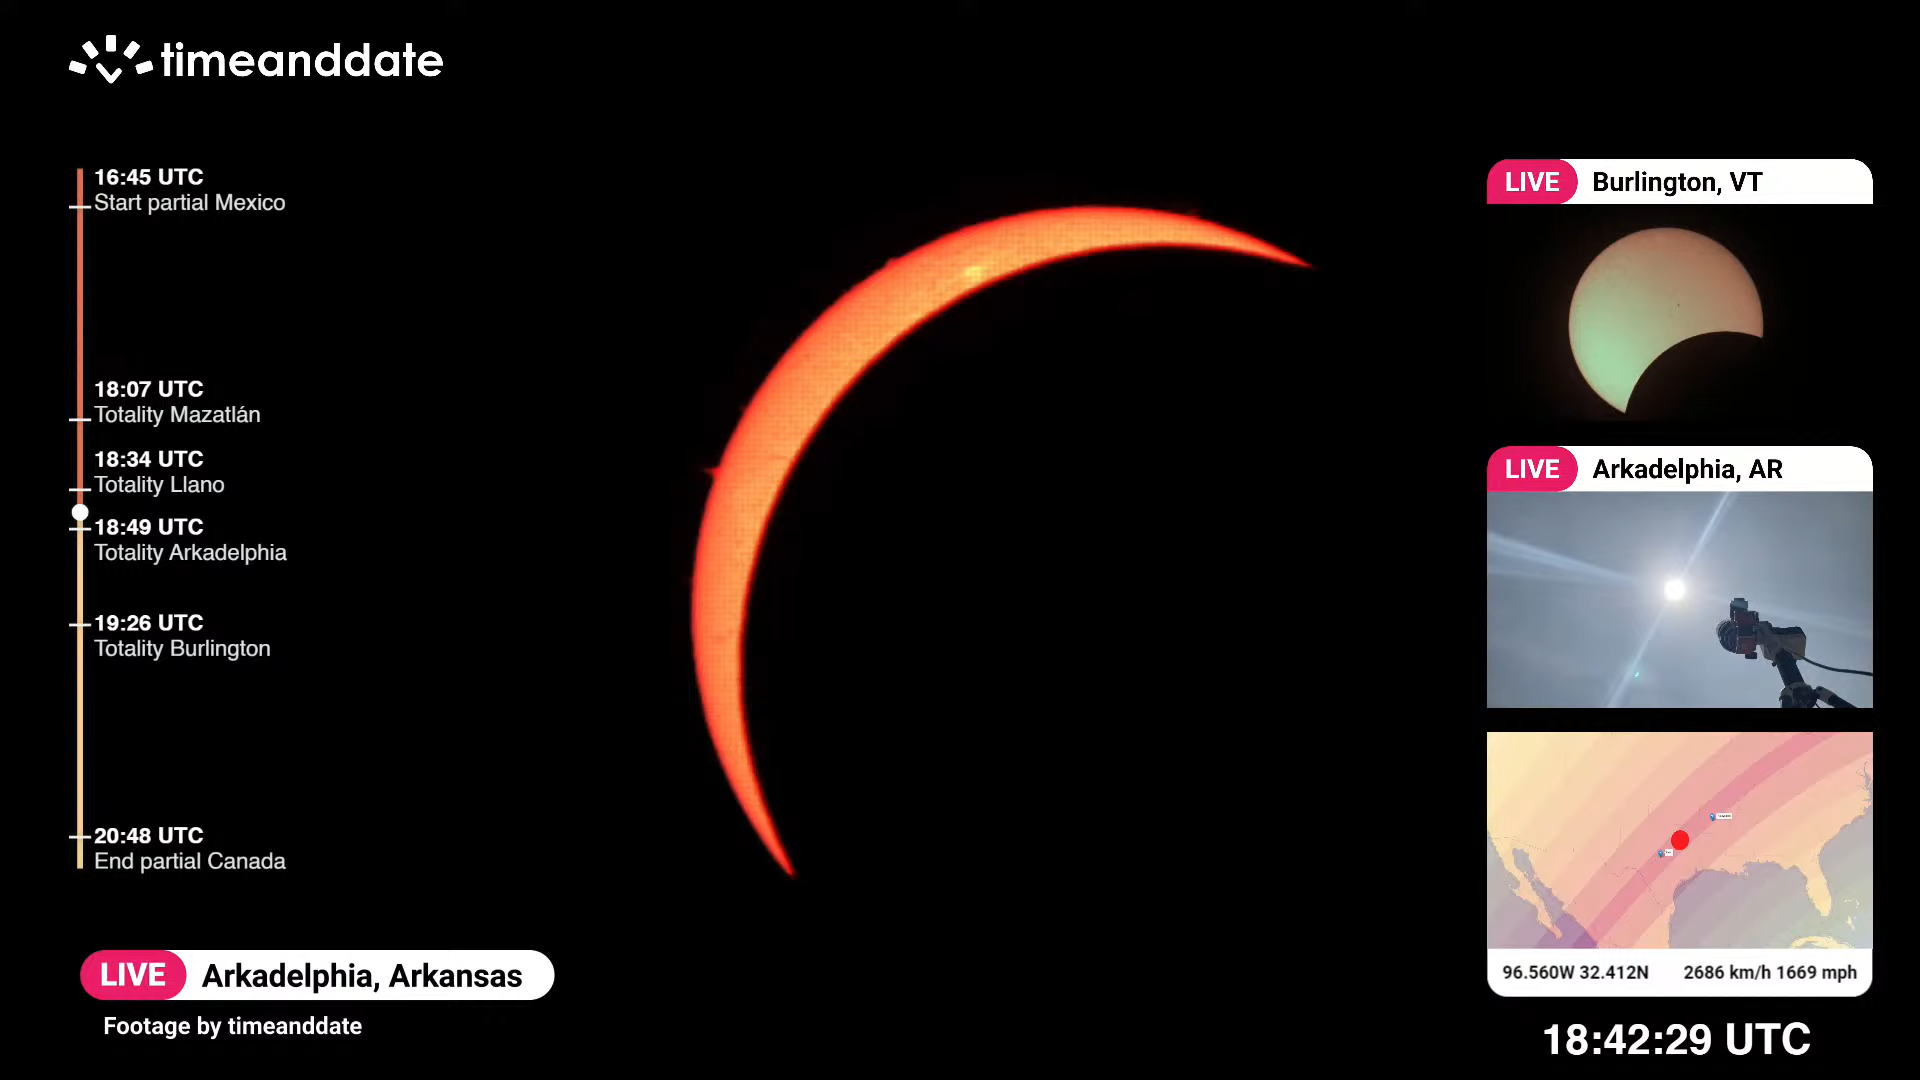 timeanddate
16:45 UTC
Start partial Mexico
18:07 UTC
Totality Mazatlán
18:34 UTC
Totality Llano
18:49 UTC
Totality Arkadelphia
19:26 UTC
Totality Burlington
20:48 UTC
End partial Canada
LIVE Arkadelphia, Arkansas
Footage by timeanddate
LIVE Burlington, VT
LIVE Arkadelphia, AR
96.560W 32.412N 2686 km/h 1669 mph
18:42:29 UTC